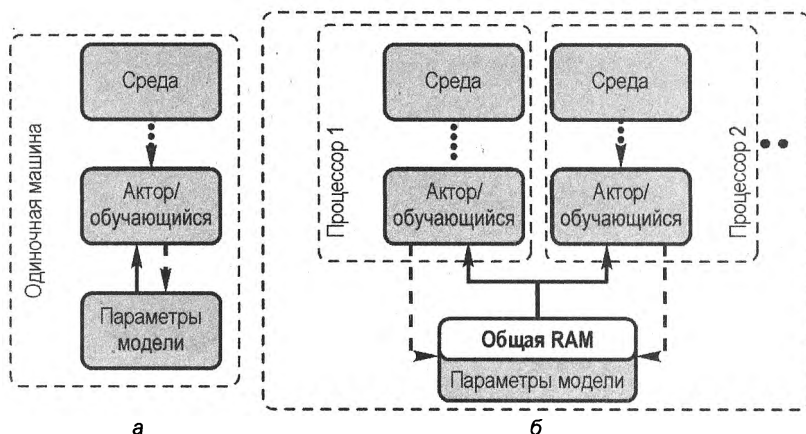 Одиночная машина
Среда
Актор/
обучающийся
Параметры
модели
а
Процессор 1
Среда
Актор/
обучающийся
Среда
Актор/
обучающийся
Процессор 2
Общая RAM
Параметры модели
б